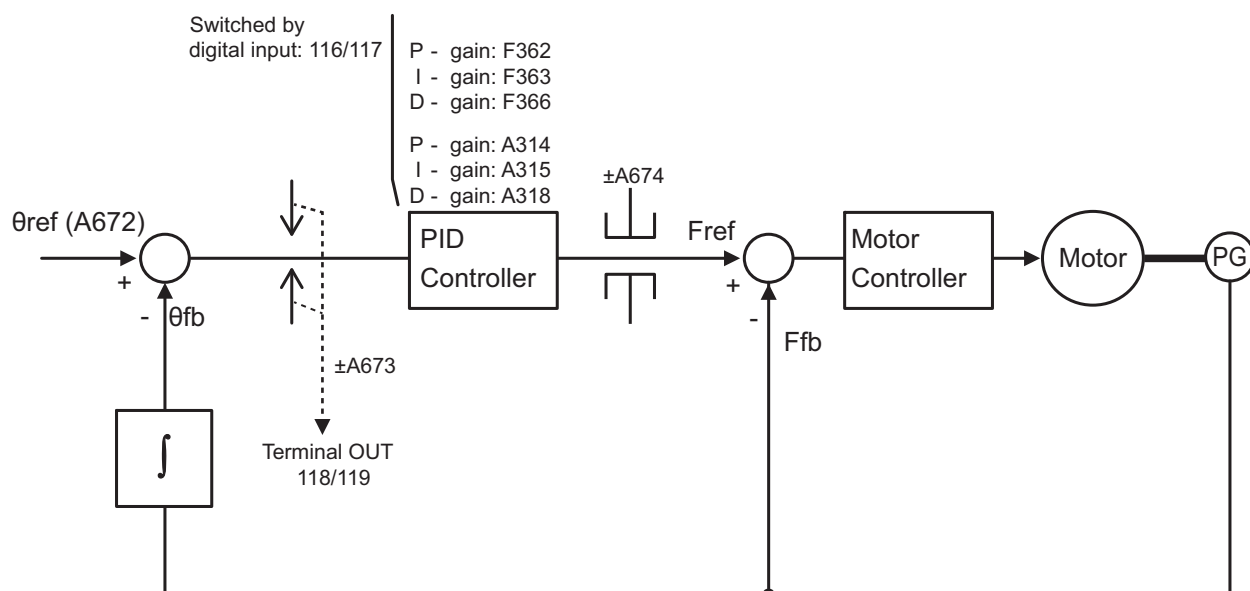 Switched by
digital input: 116/117
P - gain: F362
I - gain: F363
D - gain: F366
P - gain: A314
I - gain: A315
D - gain: A318
±A674
θref (A672)
+
-
θfb
±A673
Terminal OUT
118/119
∫
PID
Controller
Fref
+
-
Ffb
Motor
Controller
Motor
PG